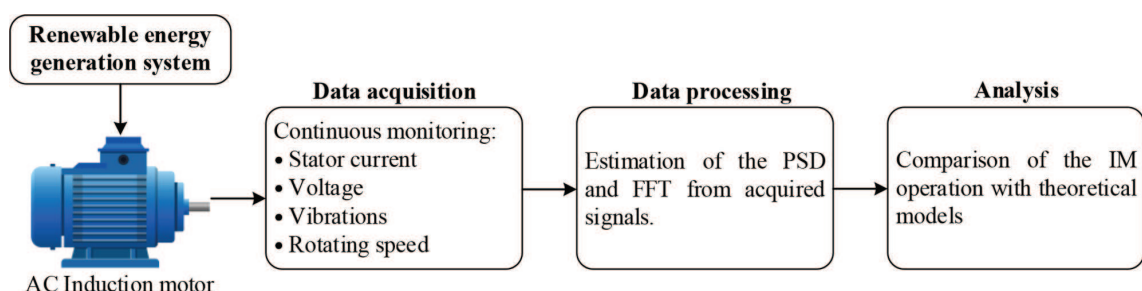 Renewable energy
generation system
AC Induction motor
Data acquisition
Continuous monitoring:
• Stator current
• Voltage
• Vibrations
• Rotating speed
Data processing
Estimation of the PSD
and FFT from acquired
signals.
Analysis
Comparison of the IM
operation with theoretical
models